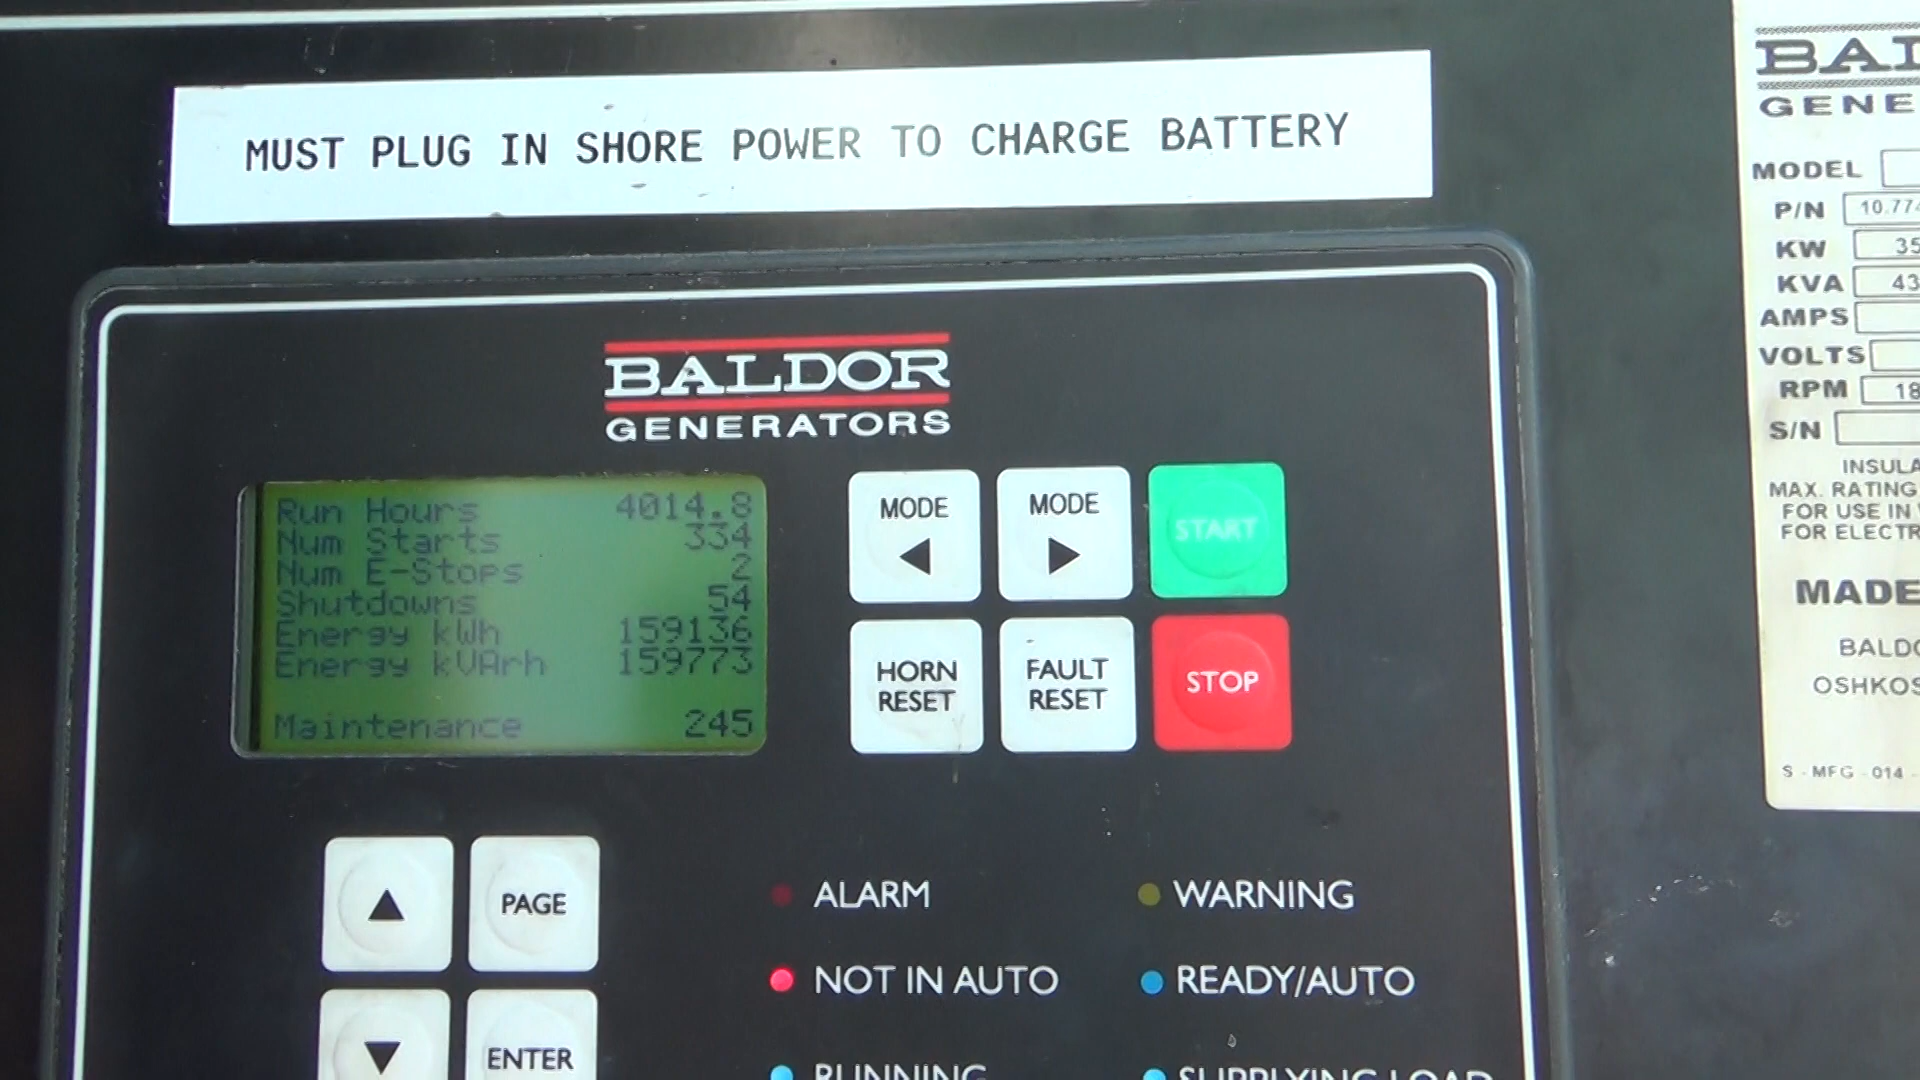 MUST PLUG IN SHORE POWER TO CHARGE BATTERY
BALDOR
GENERATORS
Run Hours 4014.8
Num Starts 334
Num E-Stops 2
Shutdowns 54
Energy kWh 159136
Energy kVArh 159773
Maintenance 245
MODE
MODE
START
HORN
RESET
FAULT
RESET
STOP
PAGE
ENTER
ALARM
WARNING
NOT IN AUTO
READY/AUTO
RUNNING
SUPPLYING LOAD
BAL
GENE
MODEL
P/N 10.774
KW 35
KVA 43
AMPS
VOLTS
RPM 18
S/N
INSULA
MAX. RATING
FOR USE IN
FOR ELECTR
MADE
BALDO
OSHKOS
S - MFG - 014 -